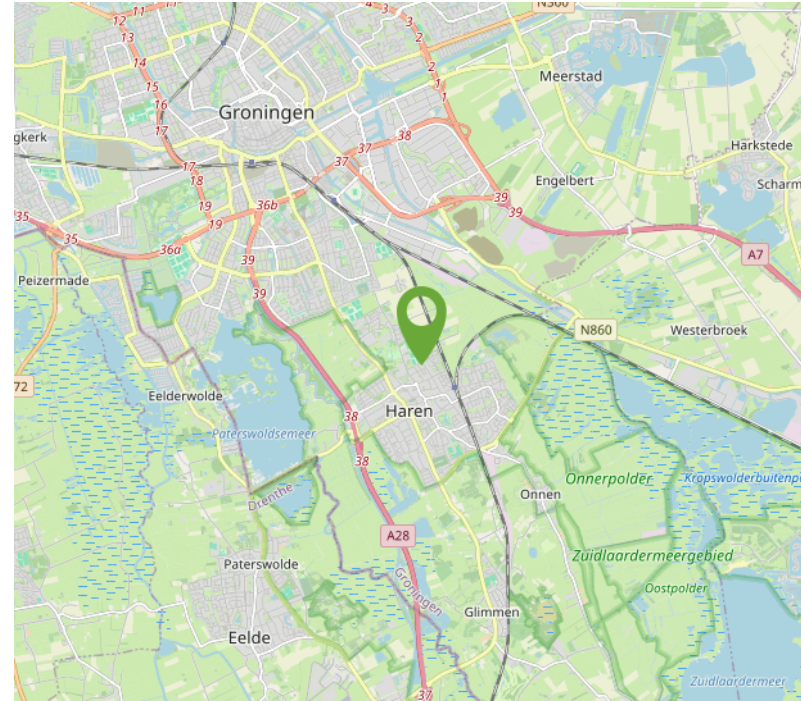 N360
4
3
11
12
11
13
3
3
14
2
2
Meerstad
15
1
16
1
Groningen
17
38
gkerk
37
Harkstede
17
37
18
Engelbert
Scharm
19
36b
39
39
35
19
35
36a
A7
39
Peizermade
39
N860
Westerbroek
72
Eelderwolde
38
Haren
Paterswoldsemeer
38
Onnerpolder
Kropswolderbuitenpo
Drenthe
Onnen
A28
Zuidlaardermeergebied
Paterswolde
Groningen
Oostpolder
Glimmen
Eelde
Zuidlaardermeer
37